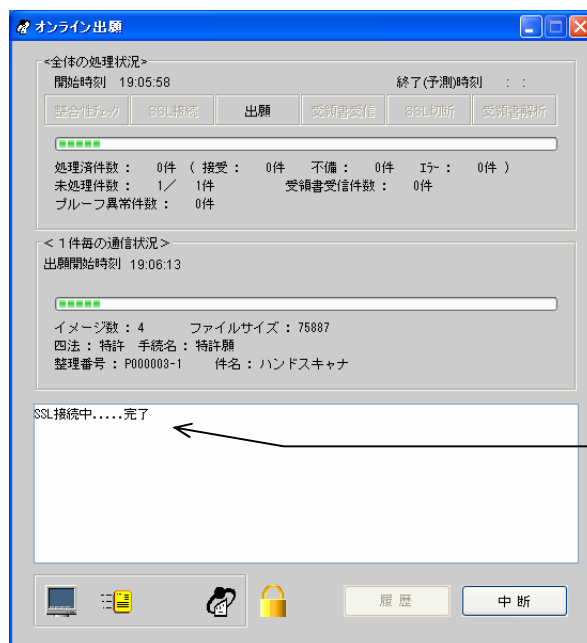 オンライン出願
<全体の処理状況>
開始時刻 19:05:58 終了(予測)時刻 : :
整合性ﾁｪｯｸ SSL接続 出願 受領書受信 SSL切断 受領書解析
処理済件数： 0件 ( 接受： 0件 不備： 0件 ｴﾗｰ： 0件 )
未処理件数： 1／ 1件 受領書受信件数： 0件
プルーフ異常件数： 0件
<１件毎の通信状況>
出願開始時刻 19:06:13
イメージ数：4 ファイルサイズ：75887
四法：特許 手続名：特許願
整理番号：P000003-1 件名：ハンドスキャナ
SSL接続中.....完了
履歴 中断